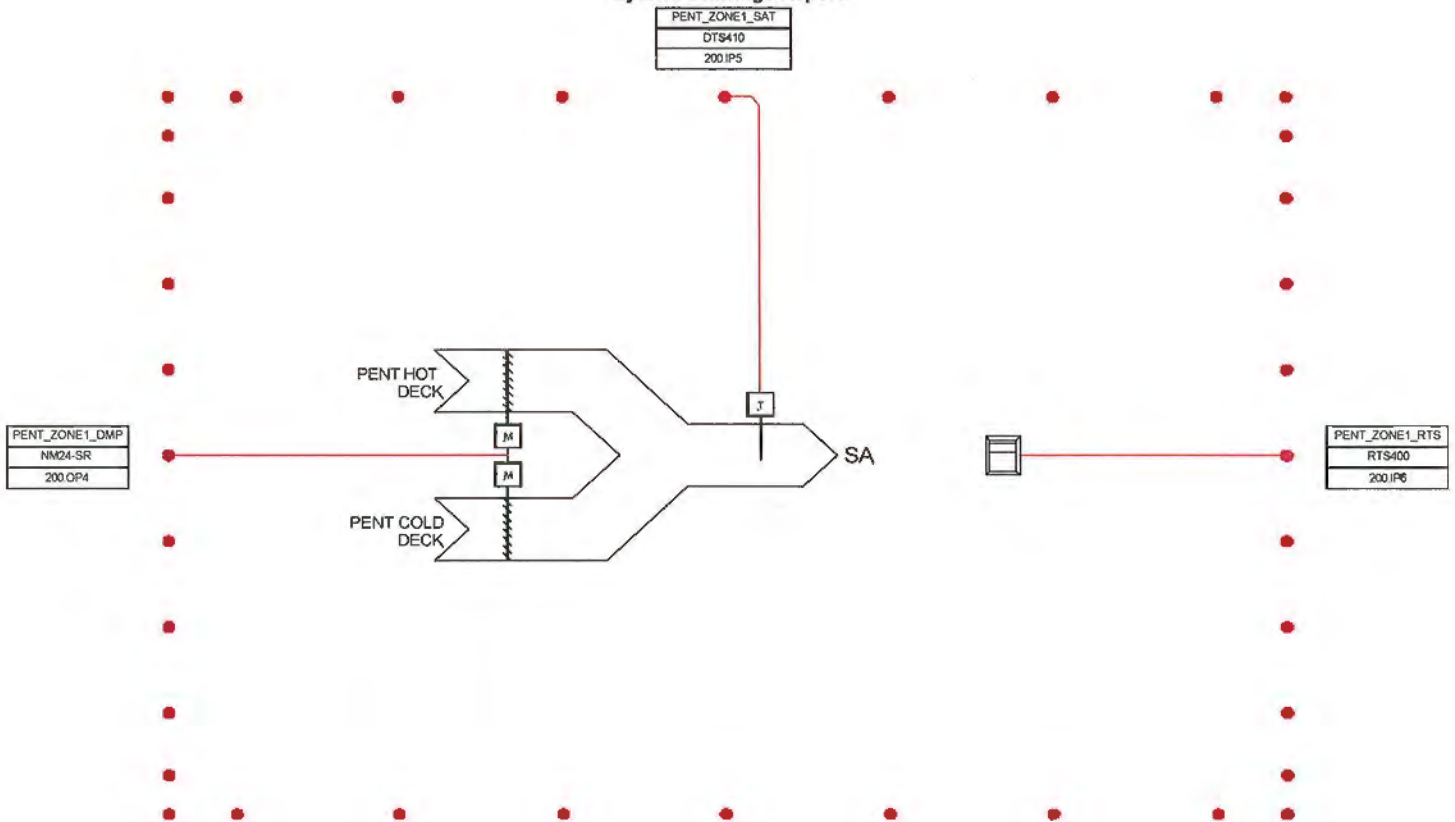 PENT_ZONE1_SAT
DTS410
200.IP5
PENT HOT
DECK
M
T
PENT_ZONE1_DMP
NM24-SR
200.OP4
SA
PENT_ZONE1_RTS
RTS400
200.IP6
M
PENT COLD
DECK